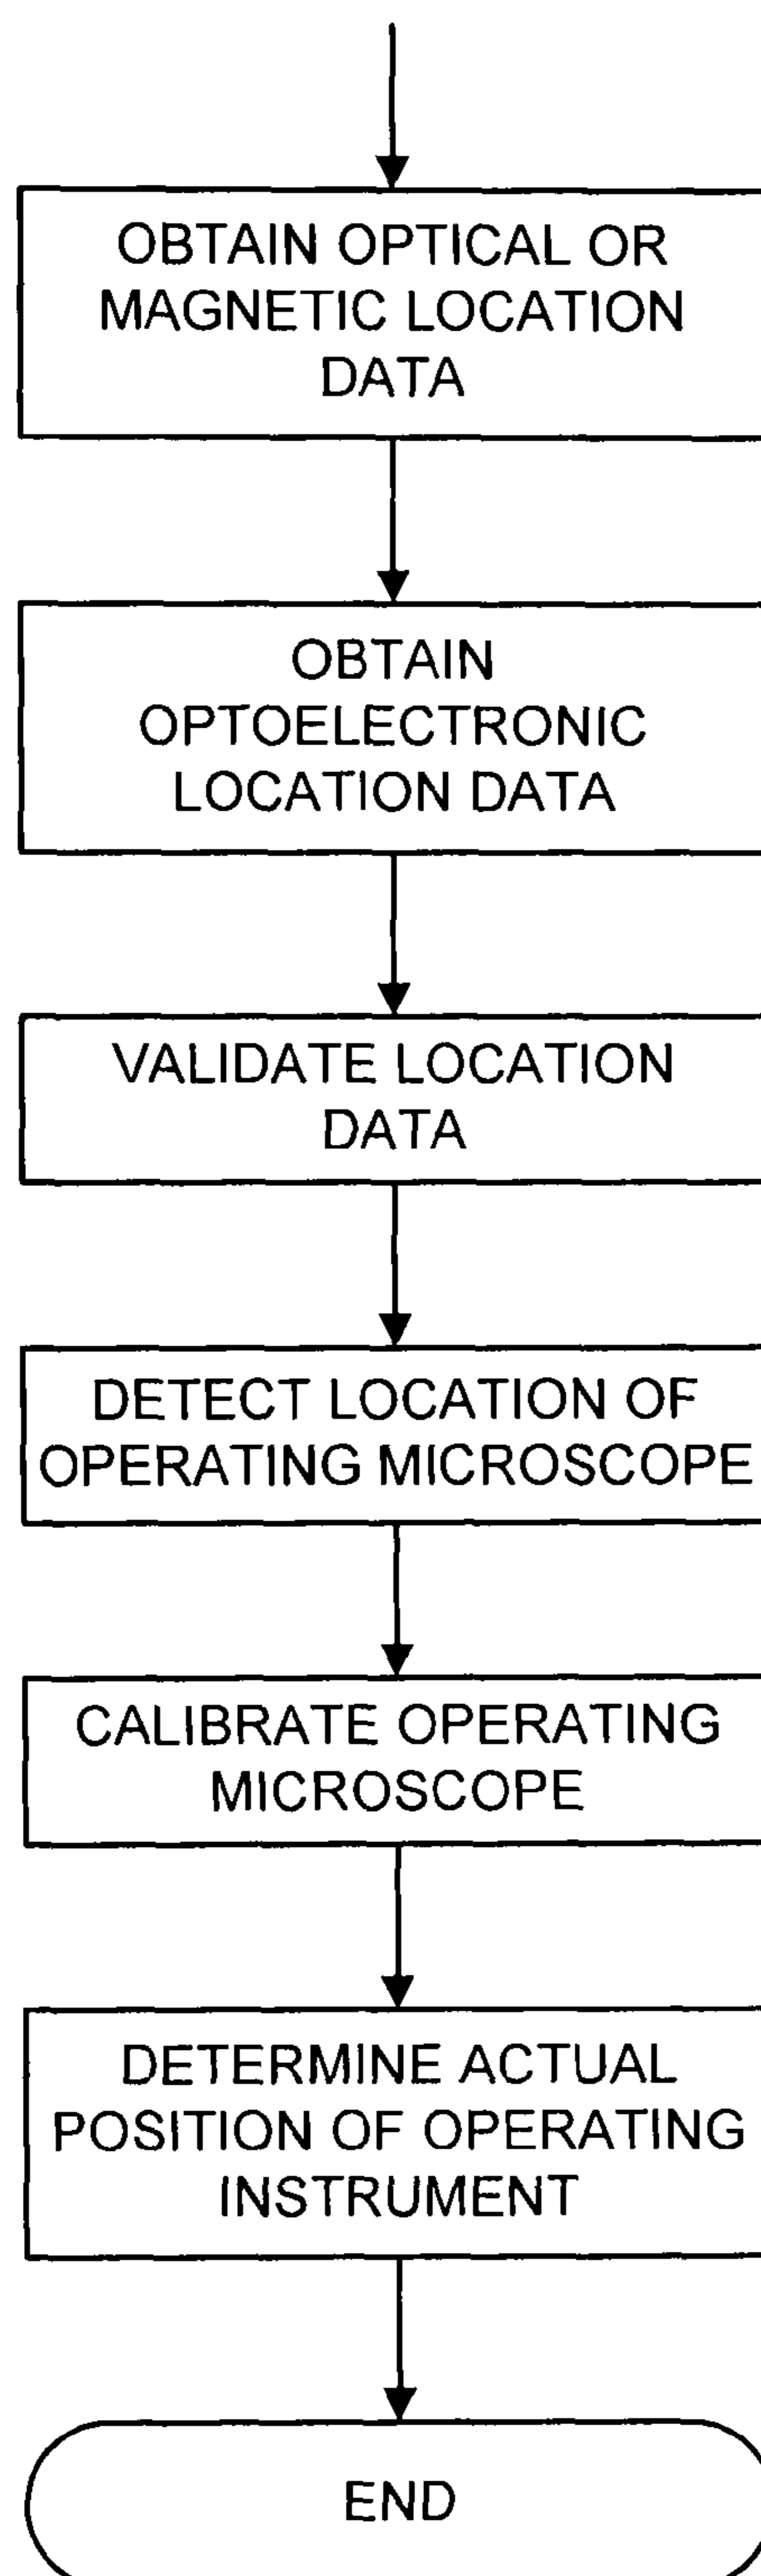 OBTAIN OPTICAL OR
MAGNETIC LOCATION
DATA
OBTAIN
OPTOELECTRONIC
LOCATION DATA
VALIDATE LOCATION
DATA
DETECT LOCATION OF
OPERATING MICROSCOPE
CALIBRATE OPERATING
MICROSCOPE
DETERMINE ACTUAL
POSITION OF OPERATING
INSTRUMENT
END